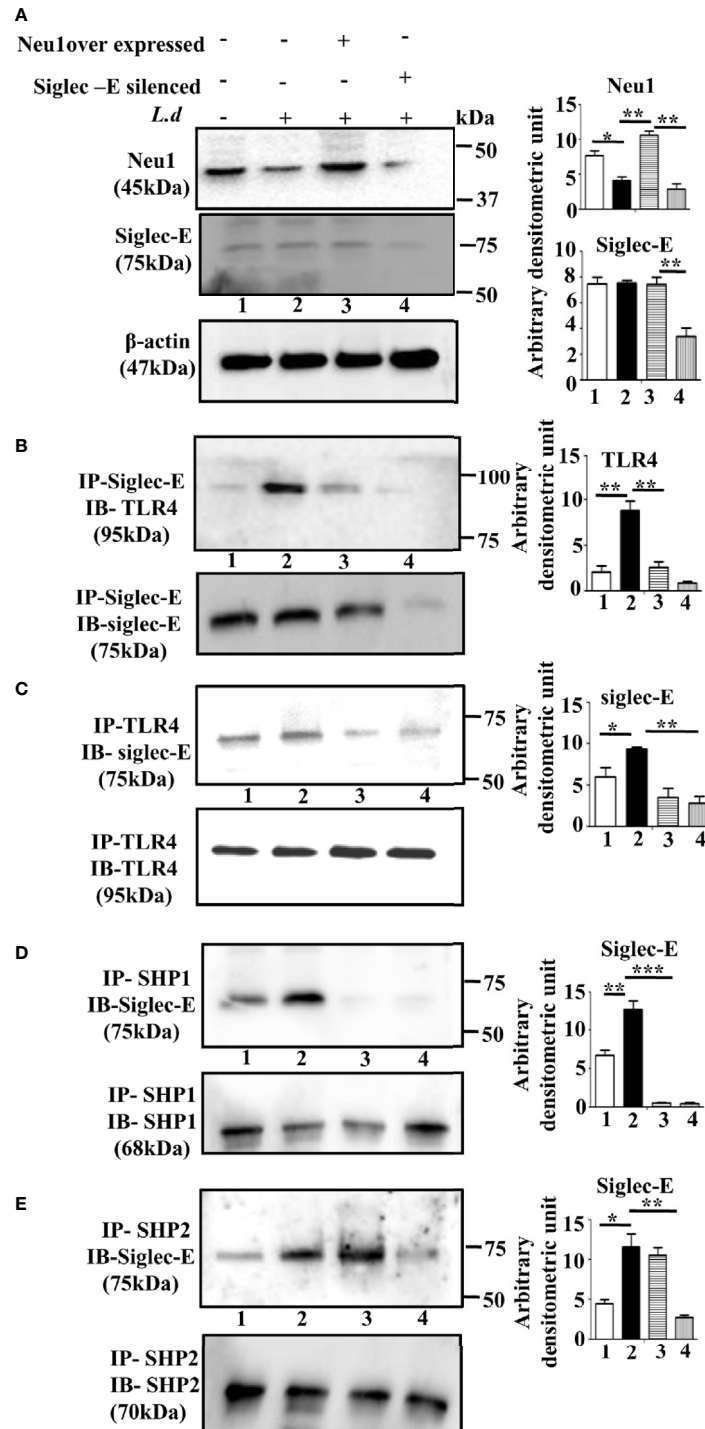 A
Neu1over expressed - - + -
Siglec –E silenced - - - +
L.d - + + + kDa
Neu1
(45kDa)
50
37
Siglec-E
(75kDa)
75
50
1 2 3 4
β-actin
(47kDa)
Neu1
* ** **
15
10
5
0
Siglec-E
**
10
8
6
4
2
0
1 2 3 4
Arbitrary densitometric unit
B
IP-Siglec-E
IB- TLR4
(95kDa)
100
75
1 2 3 4
IP-Siglec-E
IB-siglec-E
(75kDa)
TLR4
** **
15
10
5
0
1 2 3 4
Arbitrary
densitometric unit
C
IP-TLR4
IB- siglec-E
(75kDa)
75
50
1 2 3 4
IP-TLR4
IB-TLR4
(95kDa)
siglec-E
* **
15
10
5
0
1 2 3 4
Arbitrary
densitometric unit
D
IP- SHP1
IB-Siglec-E
(75kDa)
75
50
1 2 3 4
IP- SHP1
IB- SHP1
(68kDa)
Siglec-E
** ***
15
10
5
0
1 2 3 4
Arbitrary
densitometric unit
E
IP- SHP2
IB-Siglec-E
(75kDa)
75
50
1 2 3 4
IP- SHP2
IB- SHP2
(70kDa)
Siglec-E
* **
15
10
5
0
1 2 3 4
Arbitrary
densitometric unit